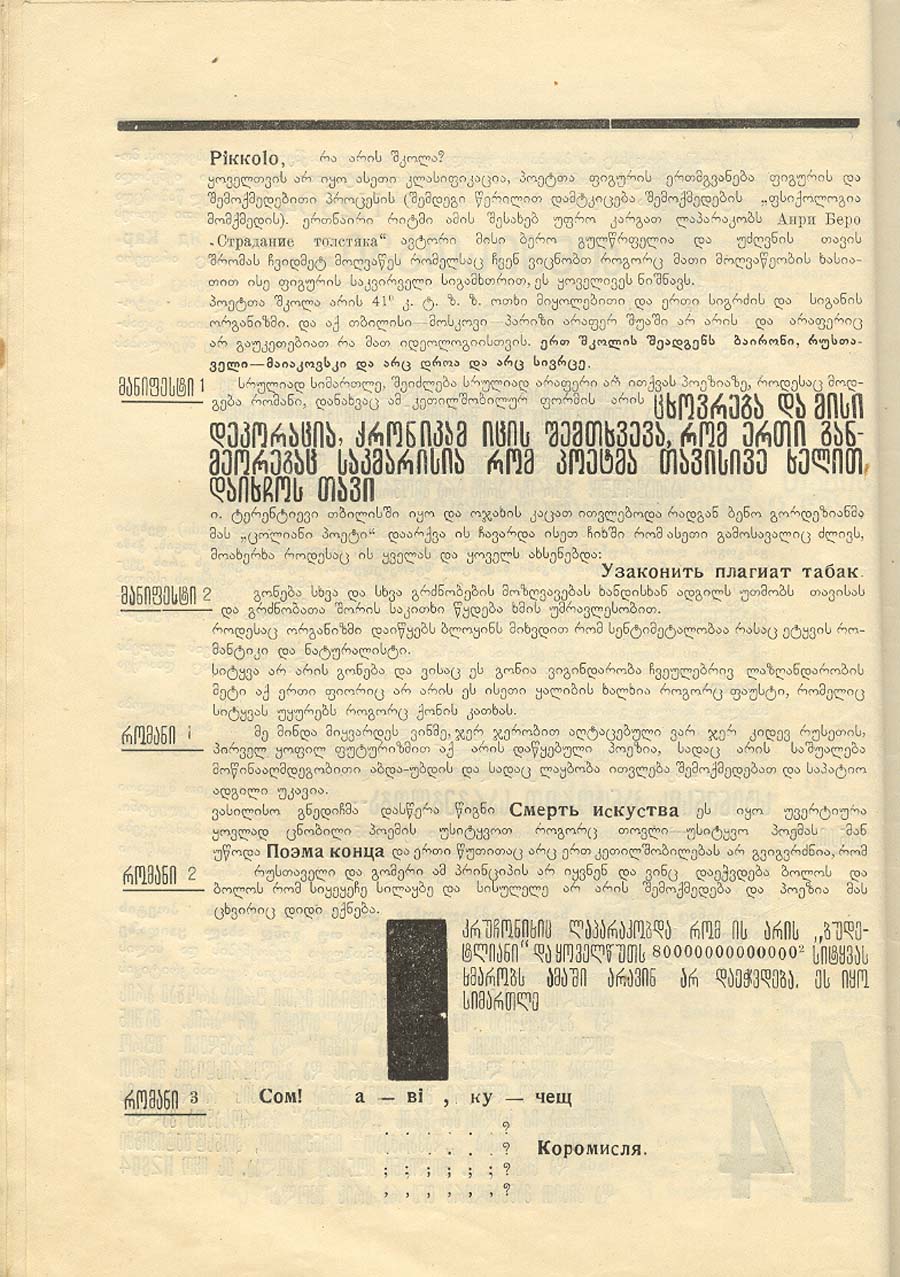 Piккo1o, რა არის შკოლა?
ყოველთვის არ იყო ასეთი კლასიფიკაცია, პოეტთა ფიგურის ერთმგვანება ფიგურის და
შემოქმედებითი პროცესის (შემდეგი წერილით დამტკიცება შემოქმედების „ფსიქოლოგია
მომქმედის). ერთნაირი რიტმი ამის შესახებ უფრო კარგათ ლაპარაკობს Анри Беро
„Страдание толстяка“ ავტორი მისი ბერო გულწრფელია და უძღვნის თავის
შრომას ჩვიდმეტ მოღვაწეს რომელსაც ჩვენ ვიცნობთ როგორც მათი მოღვაწეობის ხასია-
თით ისე ფიგურის საკვირველი სიგამხთრით, ეს ყოველივეს ნიშნავს.
პოეტთა შკოლა არის 41⁰ კ. ტ. ზ. ზ. ოთხი მიყოლებითი და ერთი სიგრძის და სიგანის
ორგანიზმი. და აქ თბილისი—მოსკოვი—პარიზი არაფერ შუაში არ არის და არაფერიც
არ გაუკეთებიათ რა მათ იდეოლოგიისთვის. ერთ შკოლის შეადგენს ბაირონი, რუსთა-
ველი—მაიაკოვსკი და არც დროა და არც სივრცე.
მანიფესტი 1 სრულიად სიმართლე, შეიძლება სრულიად არაფერი არ ითქვას პოეზიაზე, როდესაც მოდ-
გება რომანი, დანახვაც ამ კეთილშობილურ ფორმის არის ცხოვრება და მისი
დეკორაცია, ქრონიკამ იცის შემთხვევა, რომ ერთი გან-
მეორებაც საკმარისია რომ პოეტმა თავისივე ხელით
დაიხჩოს თავი
ი. ტერენტიევი თბილისში იყო და ოჯახის კაცათ ითვლებოდა რადგან ბენო გორდეზიანმა
მას „ცოლიანი პოეტი“ დაარქვა ის ჩავარდა ისეთ ჩიხში რომ ასეთი გამოსავალიც ძლივს,
მოახერხა როდესაც ის ყველას და ყოველს ახსენებდა:
Узаконить плагиат табак.
მანიფესტი 2 გონება სხვა და სხვა გრძნობების მოზღვავებას ხანდისხან ადგილს უთმობს თავისას
და გრძნობათა შორის საკითხი წყდება ხმის უმრავლესობით.
როდესაც ორგანიზმი დაიწყებს ბლოყინს მიხვდით რომ სენტიმეტალობაა რასაც ეტყვის რო-
მანტიკი და ნატურალისტი.
სიტყვა არ არის გონება და ვისაც ეს გონია ვიგინდარობა ჩვეულებრივ ლაზღანდარობის
მეტი აქ ერთი ფიორიც არ არის ეს ისეთი ყალიბის ხალხია როგორც ფაუსტი, რომელიც
სიტყვას უყურებს როგორც ქონის კათხას.
რომანი 1 მე მინდა მიყვარდეს ვინმე, ჯერ ჯერობით აღტაცებული ვარ ჯერ კიდევ რუსეთის,
პირველ ყოფილ ფუტურიზმით აქ არის დაწყებული პოეზია, სადაც არის საშუალება
მოწინააღმდეგობითი აბდა-უბდის და სადაც ლაყბობა ითვლება შემოქმედებათ და საპატიო
ადგილი უკავია.
ვასილისო გნედიჩმა დასწერა წიგნი Смерть искуства ეს იყო უვერტიურა
ყოვლად ცნობილი პოემის უსიტყვოთ როგორც თოვლი—უსიტყვო პოემას მან
უწოდა Поэма конца და ერთი წუთითაც არც ერთ კეთილშობილებას არ გვიგვრძნია, რომ
რომანი 2 რუსთაველი და გომერი ამ პრინციპის არ იყვნენ და ვინც დაეჭვდება ბოლოს და
ბოლოს რომ სიყეყეჩე სილაყბე და სისულელე არ არის შემოქმედება და პოეზია მას
ცხვირიც დიდი ექნება.
კრუჩონიხიც ლაპარაკობდა რომ ის არის „ბუდე-
ტლიანი“ და ყოველწუთს 80000000000000² სიტყვას
ხმარობს ამაში არავინ არ დაეჭვდება. ეს იყო
სიმართლე
რომანი 3 Сом! а — вi , ку — чещ
. . . . . ?
. . . . ? Коромисля.
; ; ; ; ; ; ?
, , , , , , ?
14